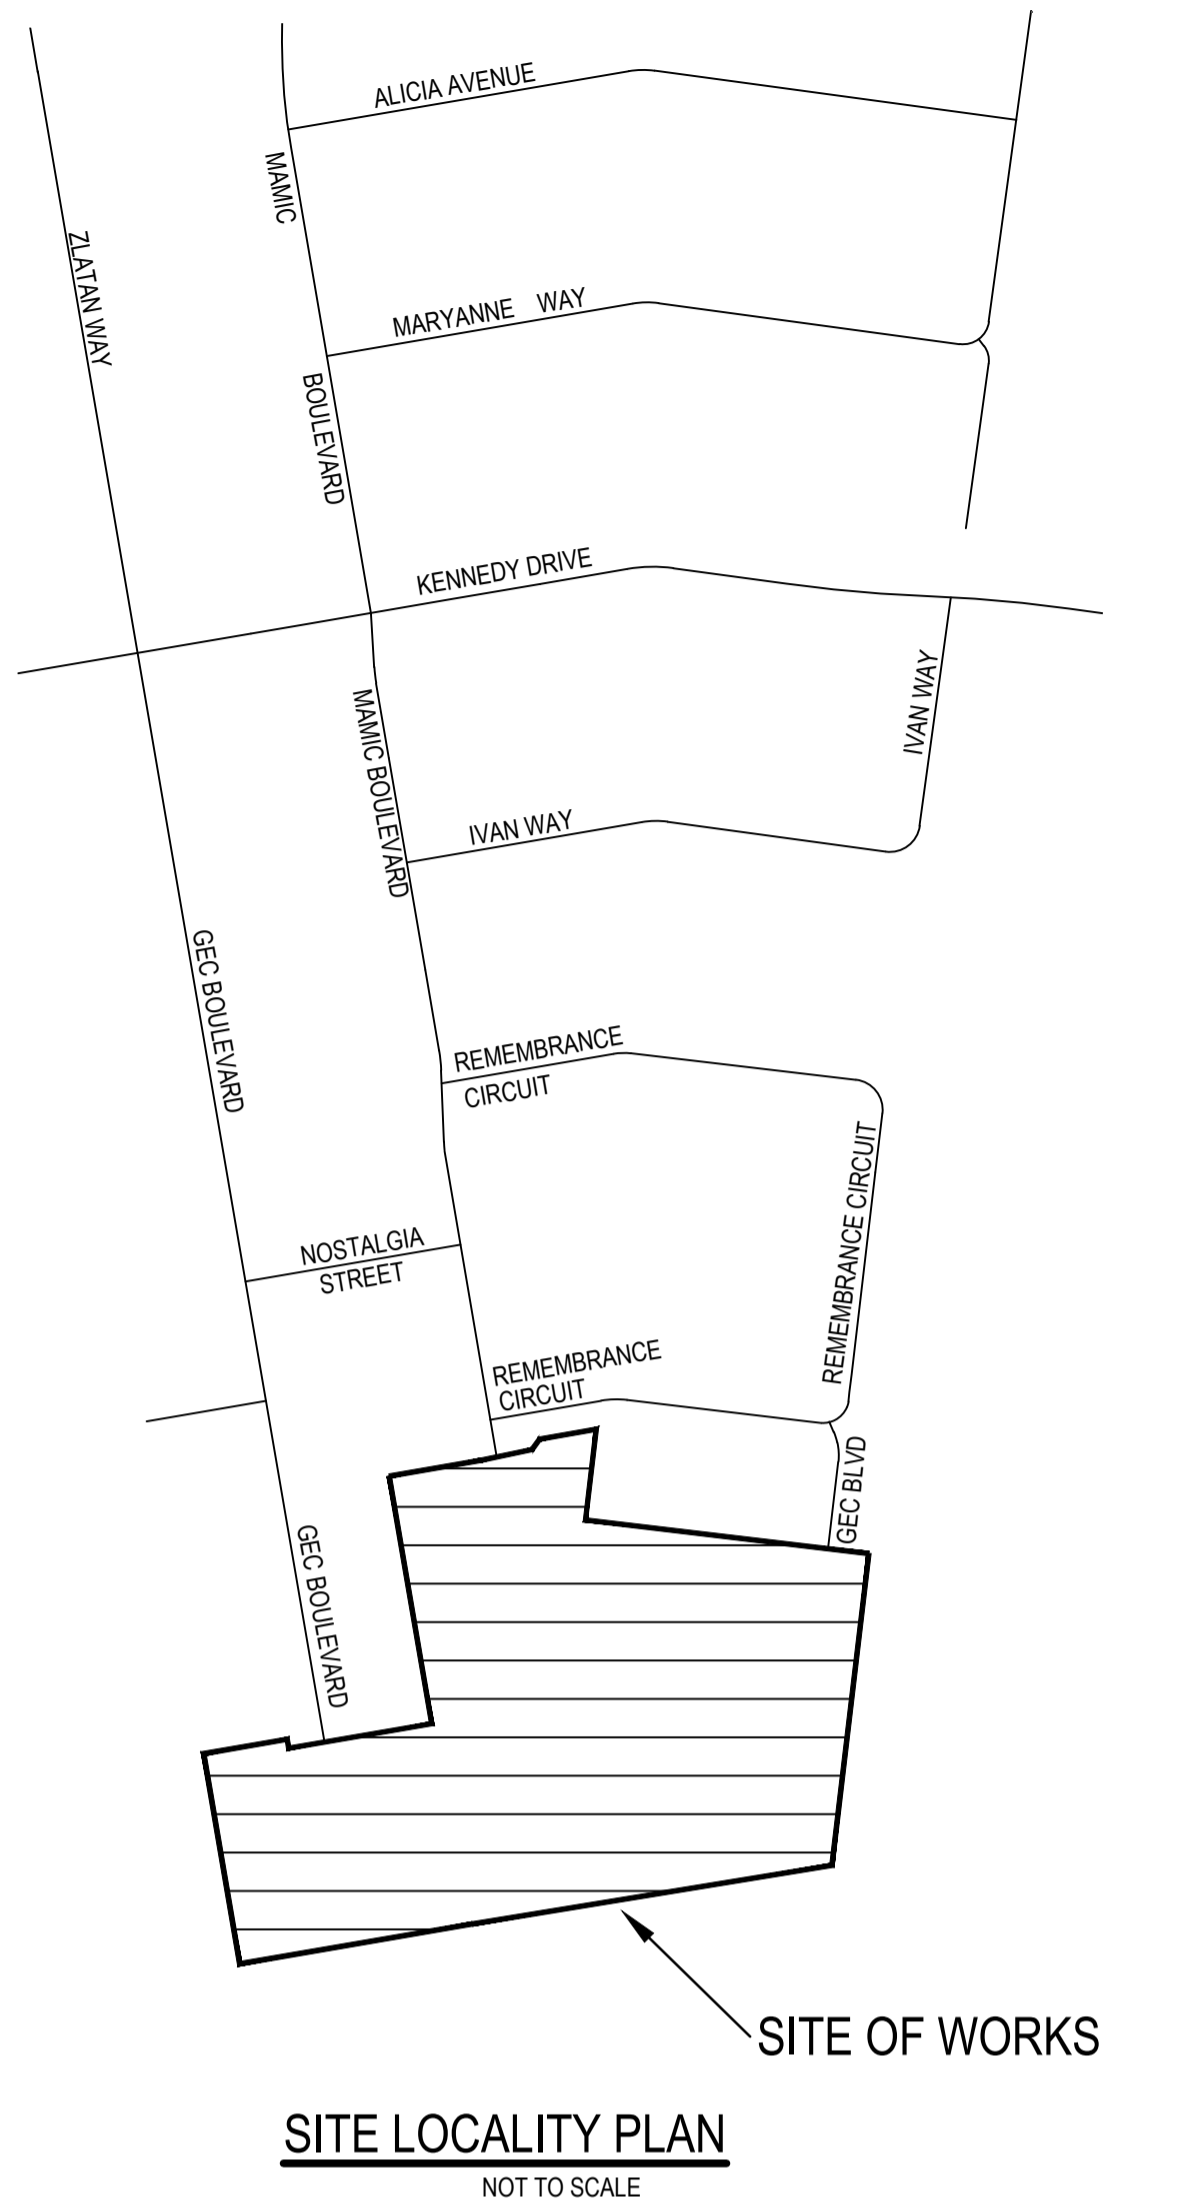 ALICIA AVENUE
MAMIC
ZLATAN WAY
MARYANNE WAY
BOULEVARD
KENNEDY DRIVE
IVAN WAY
MAMIC BOULEVARD
IVAN WAY
GEC BOULEVARD
REMEMBRANCE
CIRCUIT
REMEMBRANCE CIRCUIT
NOSTALGIA
STREET
REMEMBRANCE
CIRCUIT
GEC BLVD
GEC BOULEVARD
SITE OF WORKS
SITE LOCALITY PLAN
NOT TO SCALE